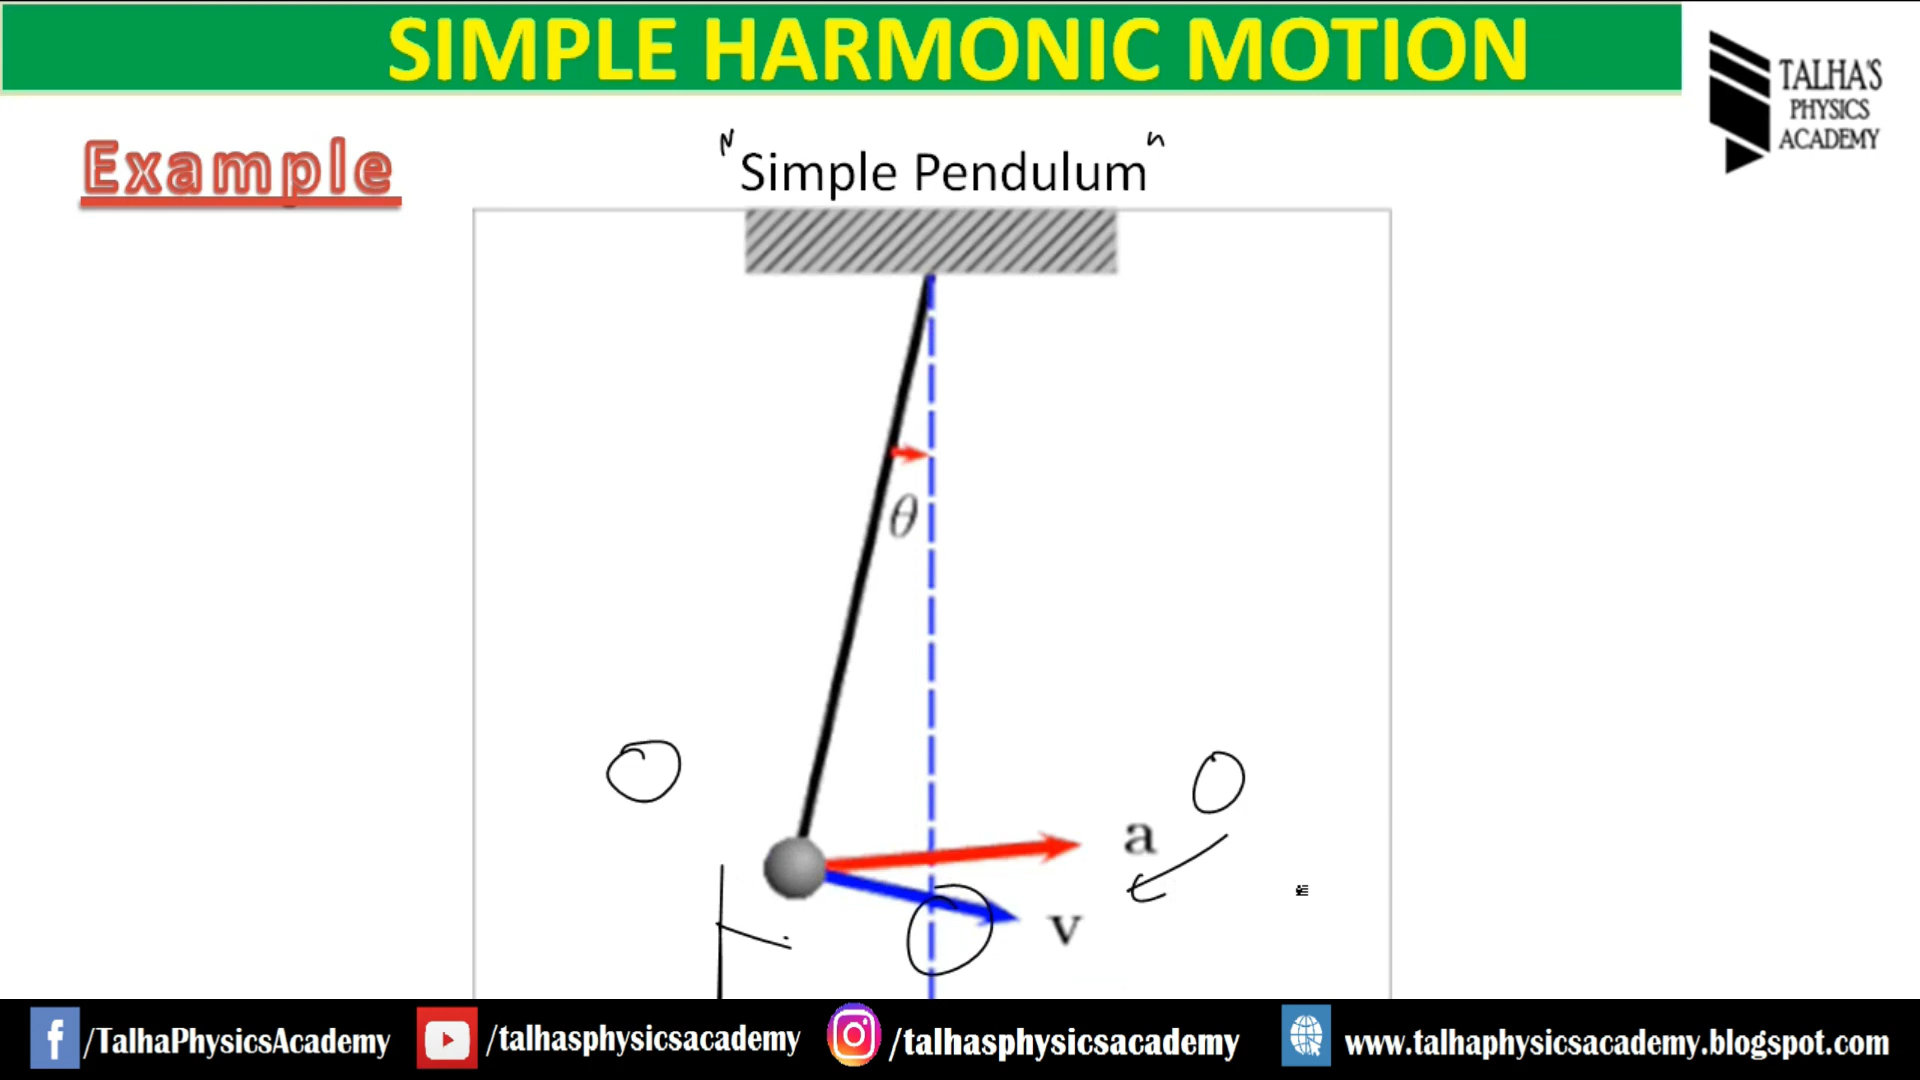 SIMPLE HARMONIC MOTION
TALHA'S
PHYSICS
ACADEMY
Example
"Simple Pendulum"
θ
a
v
/TalhaPhysicsAcademy
/talhasphysicsacademy
/talhasphysicsacademy
www.talhaphysicsacademy.blogspot.com